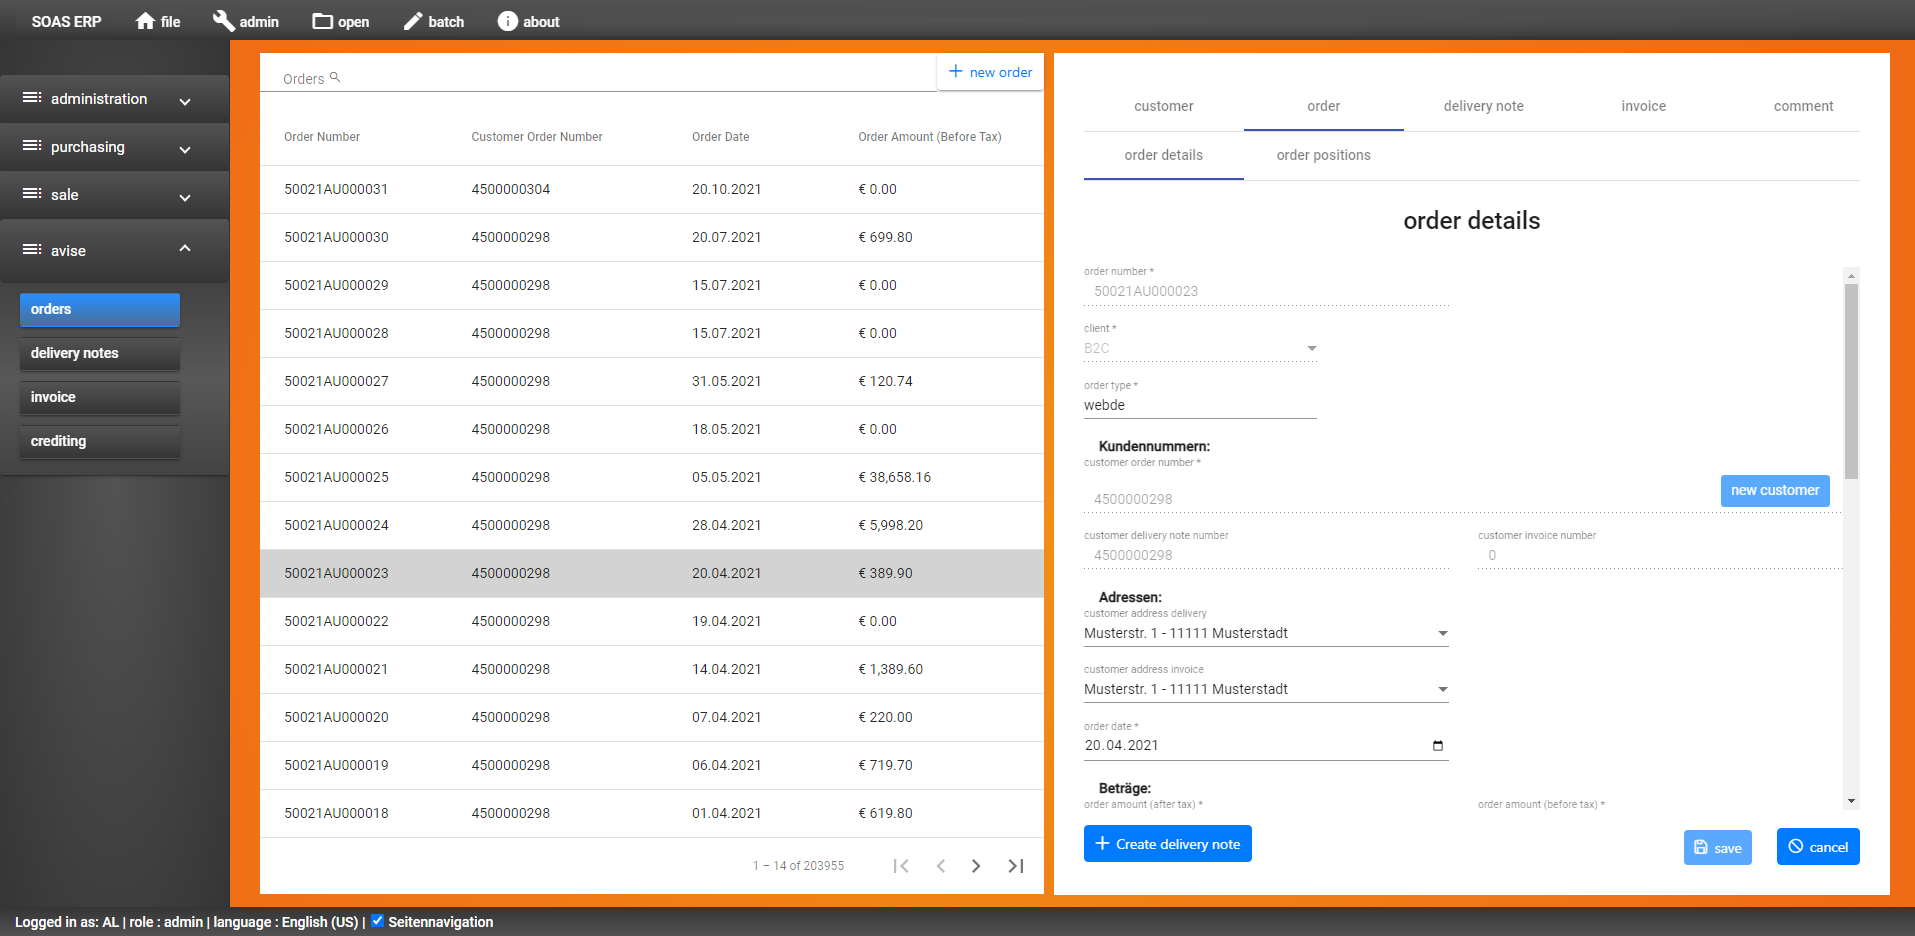 SOAS ERP file admin open batch about
administration
purchasing
sale
avise
orders
delivery notes
invoice
crediting
Orders
new order
Order Number Customer Order Number Order Date Order Amount (Before Tax)
50021AU000031 4500000304 20.10.2021 € 0.00
50021AU000030 4500000298 20.07.2021 € 699.80
50021AU000029 4500000298 15.07.2021 € 0.00
50021AU000028 4500000298 15.07.2021 € 0.00
50021AU000027 4500000298 31.05.2021 € 120.74
50021AU000026 4500000298 18.05.2021 € 0.00
50021AU000025 4500000298 05.05.2021 € 38,658.16
50021AU000024 4500000298 28.04.2021 € 5,998.20
50021AU000023 4500000298 20.04.2021 € 389.90
50021AU000022 4500000298 19.04.2021 € 0.00
50021AU000021 4500000298 14.04.2021 € 1,389.60
50021AU000020 4500000298 07.04.2021 € 220.00
50021AU000019 4500000298 06.04.2021 € 719.70
50021AU000018 4500000298 01.04.2021 € 619.80
1 – 14 of 203955
customer order delivery note invoice comment
order details order positions
order details
order number *
50021AU000023
client *
B2C
order type *
webde
Kundennummern:
customer order number *
4500000298
new customer
customer delivery note number customer invoice number
4500000298 0
Adressen:
customer address delivery
Musterstr. 1 - 11111 Musterstadt
customer address invoice
Musterstr. 1 - 11111 Musterstadt
order date *
20.04.2021
Beträge:
order amount (after tax) * order amount (before tax) *
Create delivery note save cancel
Logged in as: AL | role : admin | language : English (US) | Seitennavigation